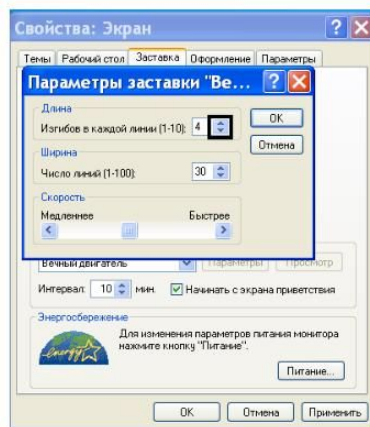 Свойства: Экран
Темы Рабочий стол Заставка Оформление Параметры
Параметры заставки "Ве...
Длина
Изгибов в каждой линии (1-10): 4
OK
Отмена
Ширина
Число линий (1-100): 30
Скорость
Медленнее Быстрее
Вечный двигатель Параметры Просмотр
Интервал: 10 мин. Начинать с экрана приветствия
Энергосбережение
Для изменения параметров питания монитора
нажмите кнопку "Питание".
energy
Питание...
OK Отмена Применить